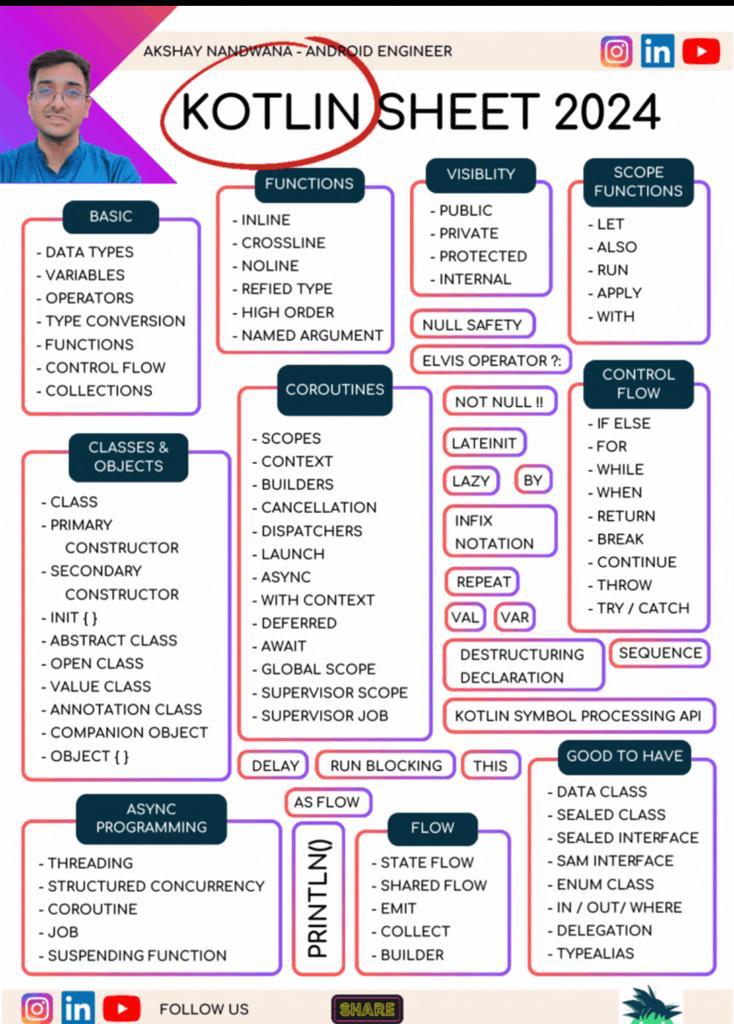 AKSHAY NANDWANA - ANDROID ENGINEER
KOTLIN SHEET 2024
BASIC
- DATA TYPES
- VARIABLES
- OPERATORS
- TYPE CONVERSION
- FUNCTIONS
- CONTROL FLOW
- COLLECTIONS
FUNCTIONS
- INLINE
- CROSSLINE
- NOLINE
- REFIED TYPE
- HIGH ORDER
- NAMED ARGUMENT
VISIBLITY
- PUBLIC
- PRIVATE
- PROTECTED
- INTERNAL
SCOPE
FUNCTIONS
- LET
- ALSO
- RUN
- APPLY
- WITH
NULL SAFETY
ELVIS OPERATOR ?:
NOT NULL !!
LATEINIT
LAZY
BY
INFIX
NOTATION
REPEAT
VAL
VAR
DESTRUCTURING
DECLARATION
SEQUENCE
KOTLIN SYMBOL PROCESSING API
CONTROL
FLOW
- IF ELSE
- FOR
- WHILE
- WHEN
- RETURN
- BREAK
- CONTINUE
- THROW
- TRY / CATCH
CLASSES &
OBJECTS
- CLASS
- PRIMARY
CONSTRUCTOR
- SECONDARY
CONSTRUCTOR
- INIT { }
- ABSTRACT CLASS
- OPEN CLASS
- VALUE CLASS
- ANNOTATION CLASS
- COMPANION OBJECT
- OBJECT { }
COROUTINES
- SCOPES
- CONTEXT
- BUILDERS
- CANCELLATION
- DISPATCHERS
- LAUNCH
- ASYNC
- WITH CONTEXT
- DEFERRED
- AWAIT
- GLOBAL SCOPE
- SUPERVISOR SCOPE
- SUPERVISOR JOB
DELAY
RUN BLOCKING
THIS
AS FLOW
ASYNC
PROGRAMMING
- THREADING
- STRUCTURED CONCURRENCY
- COROUTINE
- JOB
- SUSPENDING FUNCTION
PRINTLN()
FLOW
- STATE FLOW
- SHARED FLOW
- EMIT
- COLLECT
- BUILDER
GOOD TO HAVE
- DATA CLASS
- SEALED CLASS
- SEALED INTERFACE
- SAM INTERFACE
- ENUM CLASS
- IN / OUT/ WHERE
- DELEGATION
- TYPEALIAS
FOLLOW US
SHARE